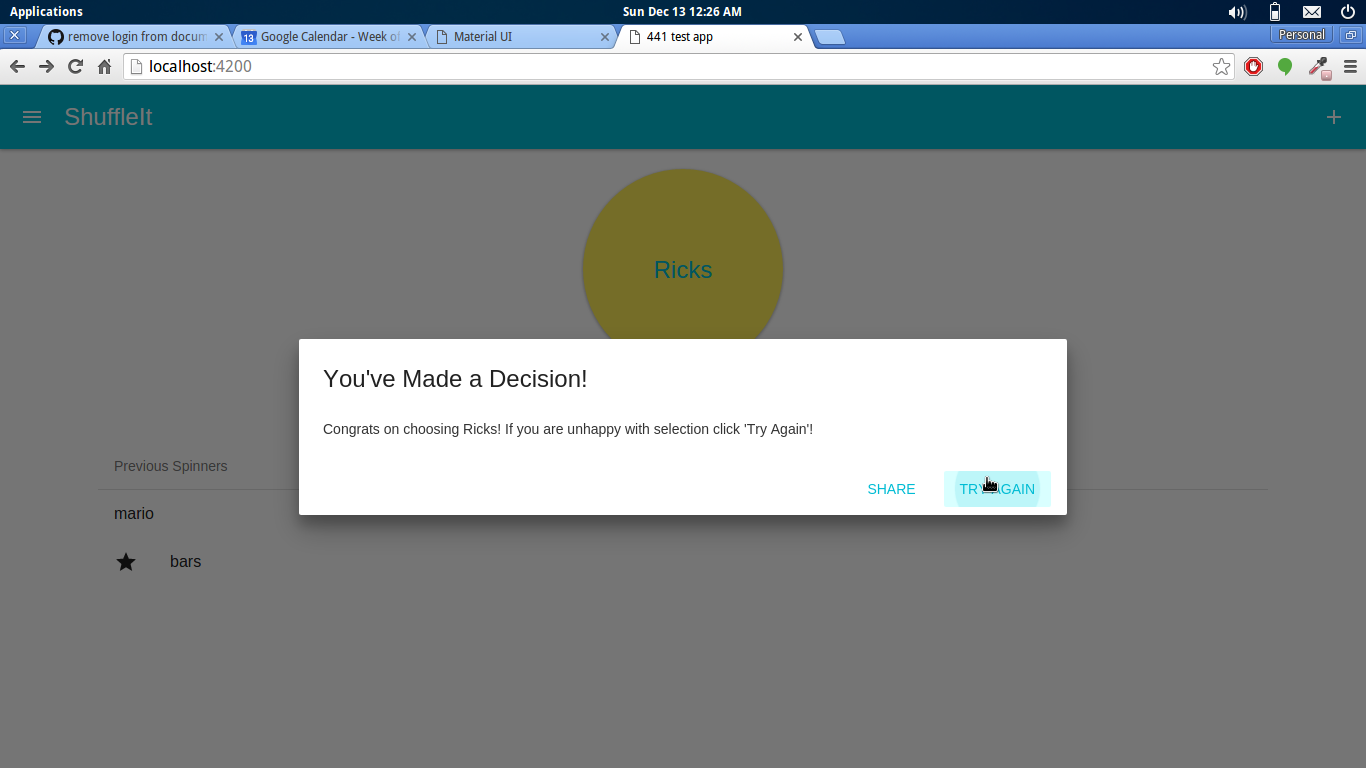 Applications
Sun Dec 13 12:26 AM
remove login from docum
13
Google Calendar - Week of
Material UI
441 test app
Personal
localhost:4200
ShuffleIt
Ricks
You've Made a Decision!
Congrats on choosing Ricks! If you are unhappy with selection click 'Try Again'!
SHARE
TRY AGAIN
Previous Spinners
mario
bars